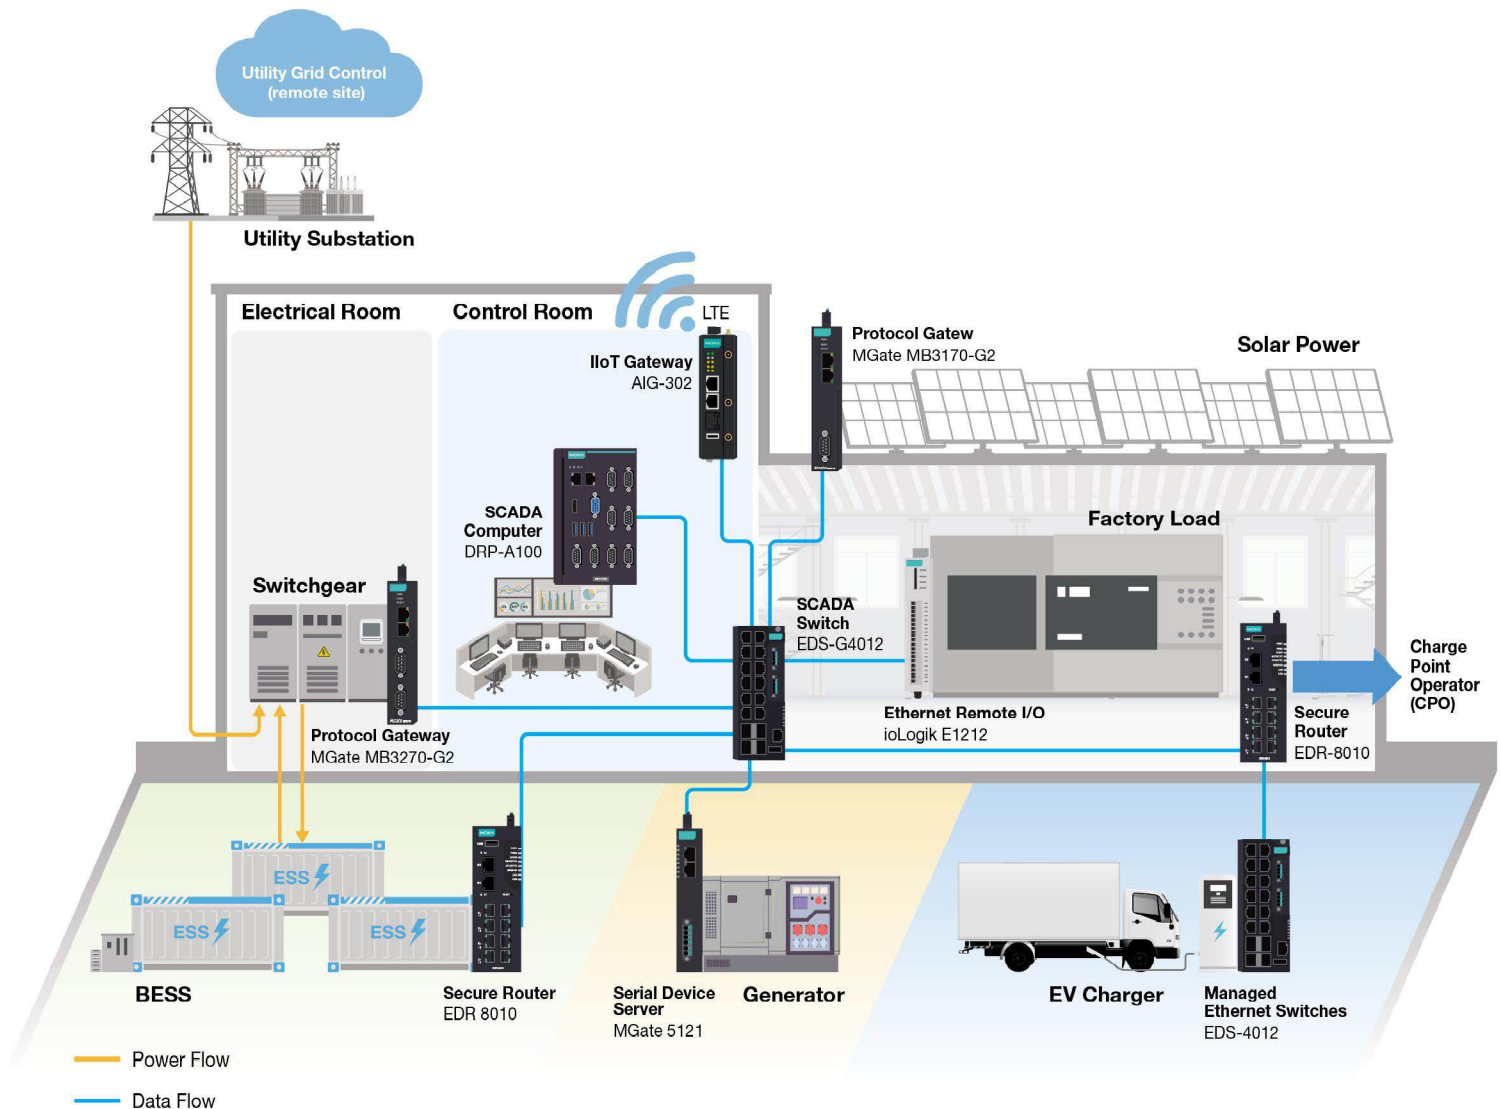 Utility Grid Control
(remote site)
Utility Substation
Electrical Room
Control Room
LTE
IIoT Gateway
AIG-302
Protocol Gatew
MGate MB3170-G2
Solar Power
SCADA
Computer
DRP-A100
Factory Load
Switchgear
SCADA
Switch
EDS-G4012
Charge
Point
Operator
(CPO)
Protocol Gateway
MGate MB3270-G2
Ethernet Remote I/O
ioLogik E1212
Secure
Router
EDR-8010
ESS
ESS
ESS
BESS
Secure Router
EDR 8010
Serial Device
Server
MGate 5121
Generator
EV Charger
Managed
Ethernet Switches
EDS-4012
Power Flow
Data Flow